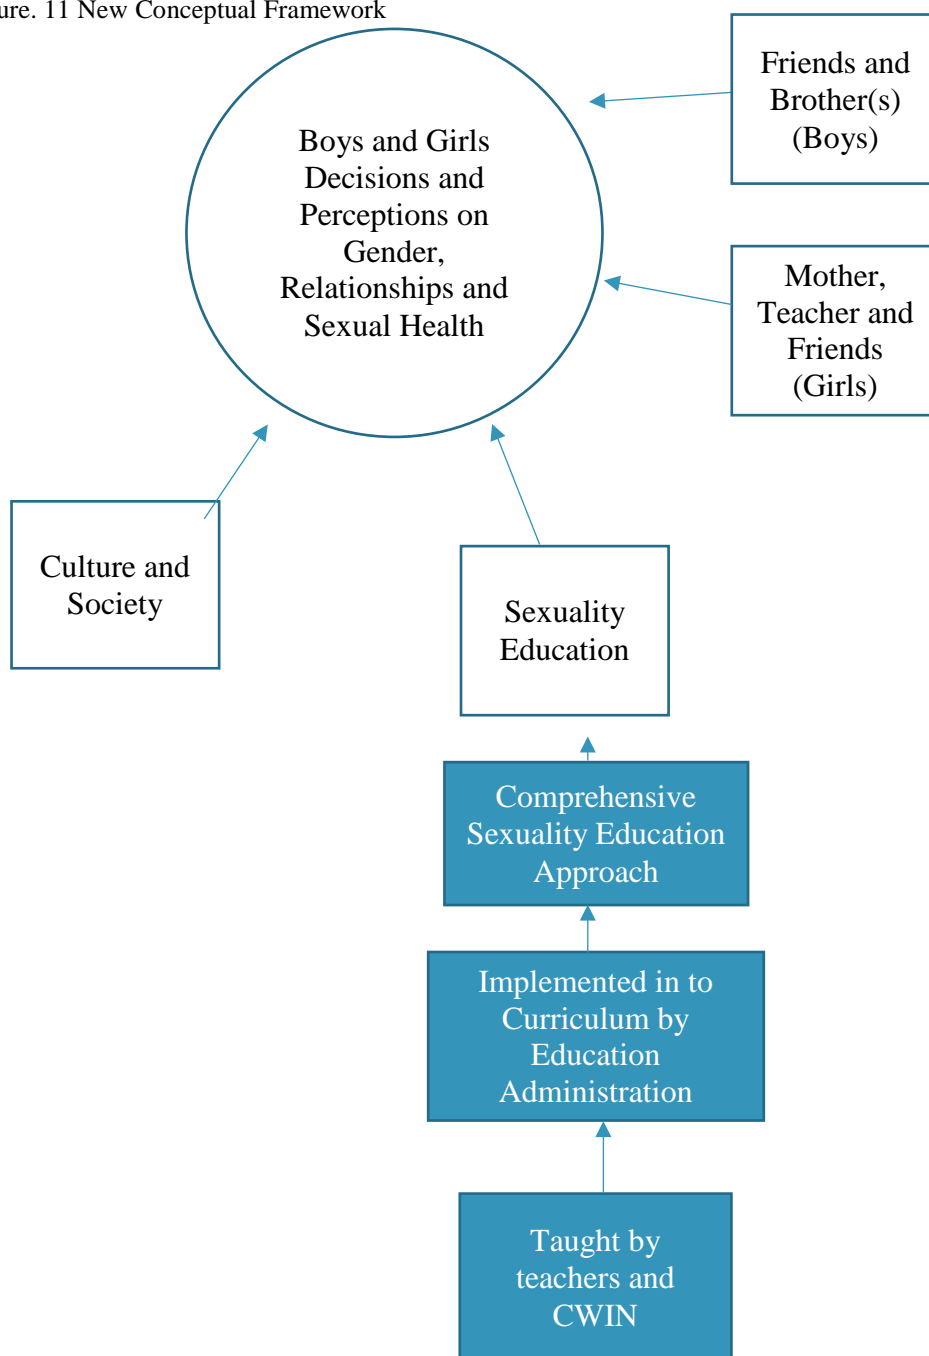 ure. 11 New Conceptual Framework
Friends and
Brother(s)
(Boys)
Boys and Girls
Decisions and
Perceptions on
Gender,
Relationships and
Sexual Health
Mother,
Teacher and
Friends
(Girls)
Culture and
Society
Sexuality
Education
Comprehensive
Sexuality Education
Approach
Implemented in to
Curriculum by
Education
Administration
Taught by
teachers and
CWIN